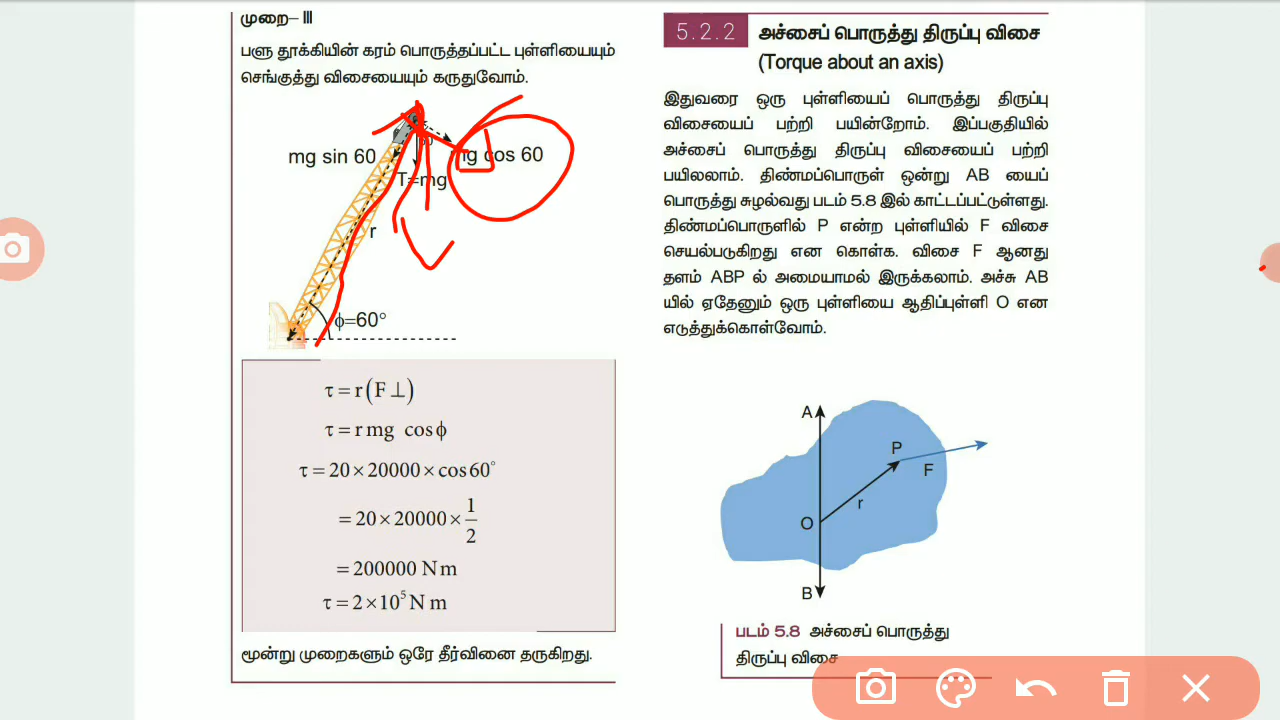 முறை– III
பளு தூக்கியின் கரம் பொருத்தப்பட்ட புள்ளியையும்
செங்குத்து விசையையும் கருதுவோம்.
mg sin 60
mg cos 60
T=mg
r
ϕ=60°
τ = r(F⊥)
τ = r mg cosϕ
τ = 20×20000×cos60°
= 20×20000×1/2
= 200000 N m
τ = 2×10⁵ N m
மூன்று முறைகளும் ஒரே தீர்வினை தருகிறது.
5.2.2 அச்சைப் பொருத்து திருப்பு விசை
(Torque about an axis)
இதுவரை ஒரு புள்ளியைப் பொருத்து திருப்பு
விசையைப் பற்றி பயின்றோம். இப்பகுதியில்
அச்சைப் பொருத்து திருப்பு விசையைப் பற்றி
பயிலலாம். திண்மப்பொருள் ஒன்று AB யைப்
பொருத்து சுழல்வது படம் 5.8 இல் காட்டப்பட்டுள்ளது.
திண்மப்பொருளில் P என்ற புள்ளியில் F விசை
செயல்படுகிறது என கொள்க. விசை F ஆனது
தளம் ABP ல் அமையாமல் இருக்கலாம். அச்சு AB
யில் ஏதேனும் ஒரு புள்ளியை ஆதிப்புள்ளி O என
எடுத்துக்கொள்வோம்.
A
P
F
r
O
B
படம் 5.8 அச்சைப் பொருத்து
திருப்பு விசை